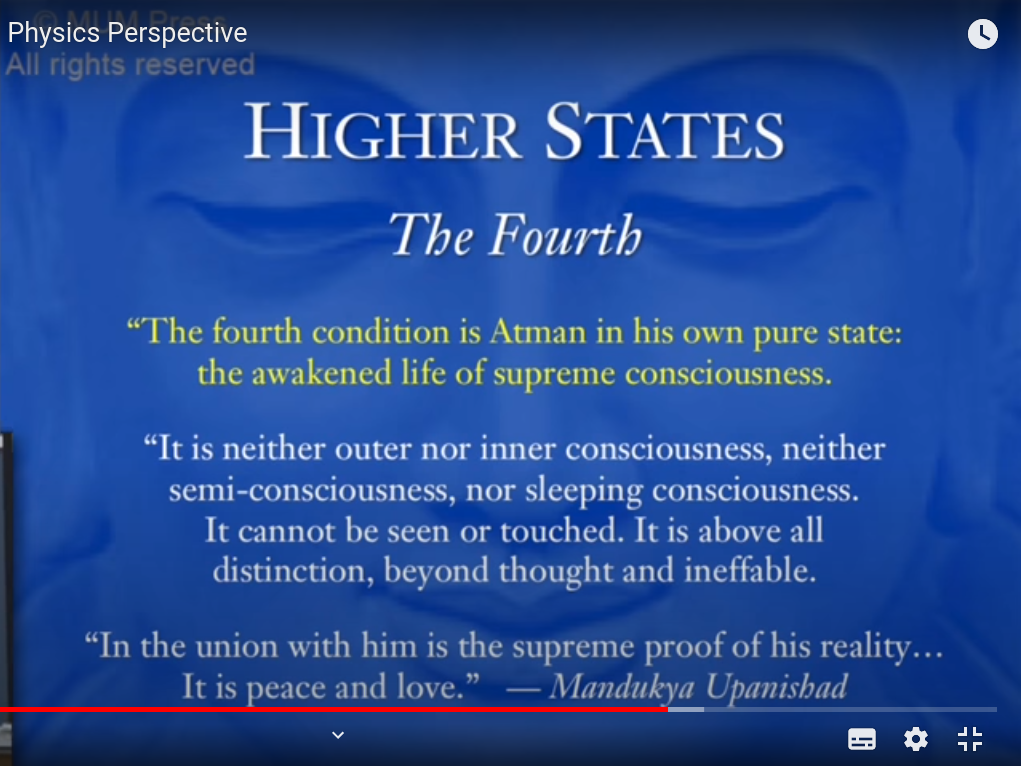 © MUM Press
Physics Perspective
All rights reserved
HIGHER STATES
The Fourth
“The fourth condition is Atman in his own pure state:
the awakened life of supreme consciousness.
“It is neither outer nor inner consciousness, neither
semi-consciousness, nor sleeping consciousness.
It cannot be seen or touched. It is above all
distinction, beyond thought and ineffable.
“In the union with him is the supreme proof of his reality…
It is peace and love.” — Mandukya Upanishad